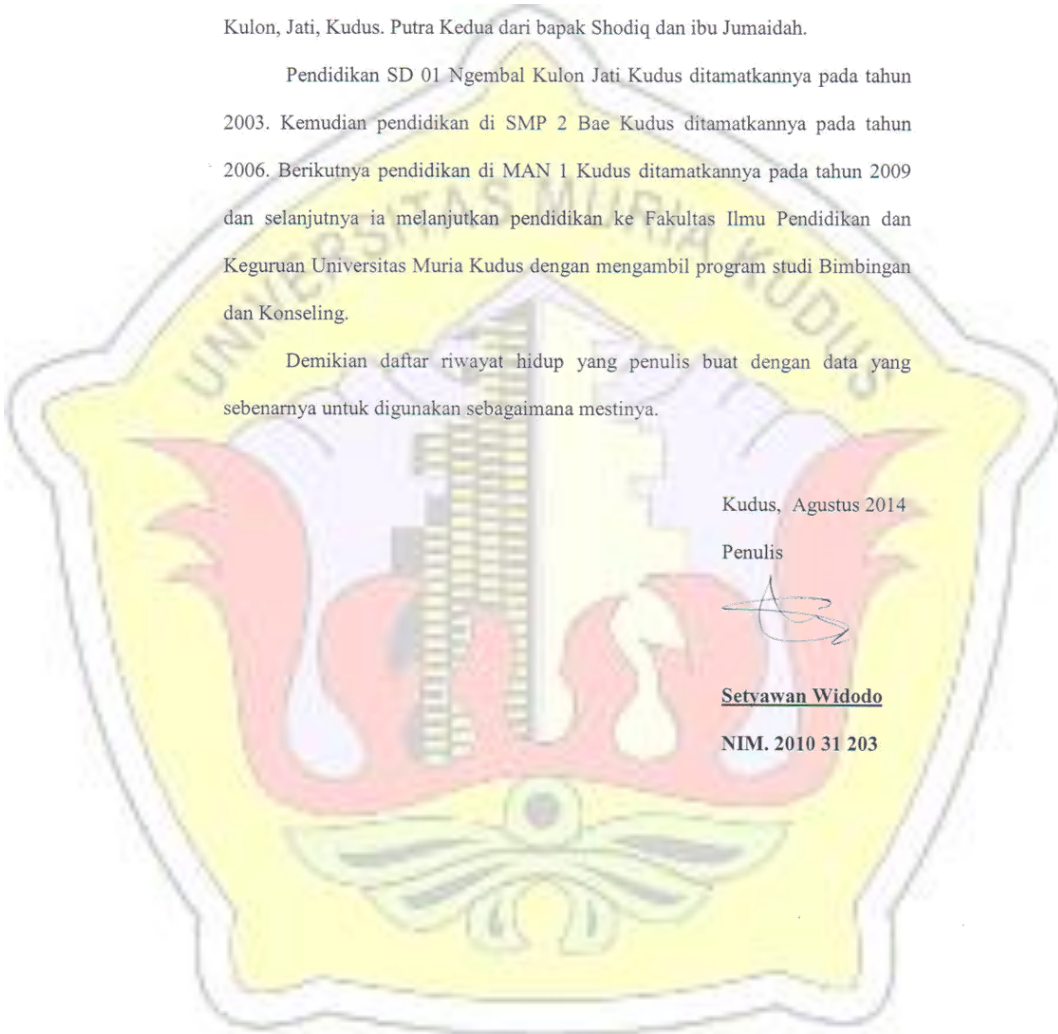 Kulon, Jati, Kudus. Putra Kedua dari bapak Shodiq dan ibu Jumaidah.
Pendidikan SD 01 Ngembal Kulon Jati Kudus ditamatkannya pada tahun
2003. Kemudian pendidikan di SMP 2 Bae Kudus ditamatkannya pada tahun
2006. Berikutnya pendidikan di MAN 1 Kudus ditamatkannya pada tahun 2009
dan selanjutnya ia melanjutkan pendidikan ke Fakultas Ilmu Pendidikan dan
Keguruan Universitas Muria Kudus dengan mengambil program studi Bimbingan
dan Konseling.
Demikian daftar riwayat hidup yang penulis buat dengan data yang
sebenarnya untuk digunakan sebagaimana mestinya.
UNIVERSITAS MURIA KUDUS
Kudus, Agustus 2014
Penulis
Setyawan Widodo
NIM. 2010 31 203